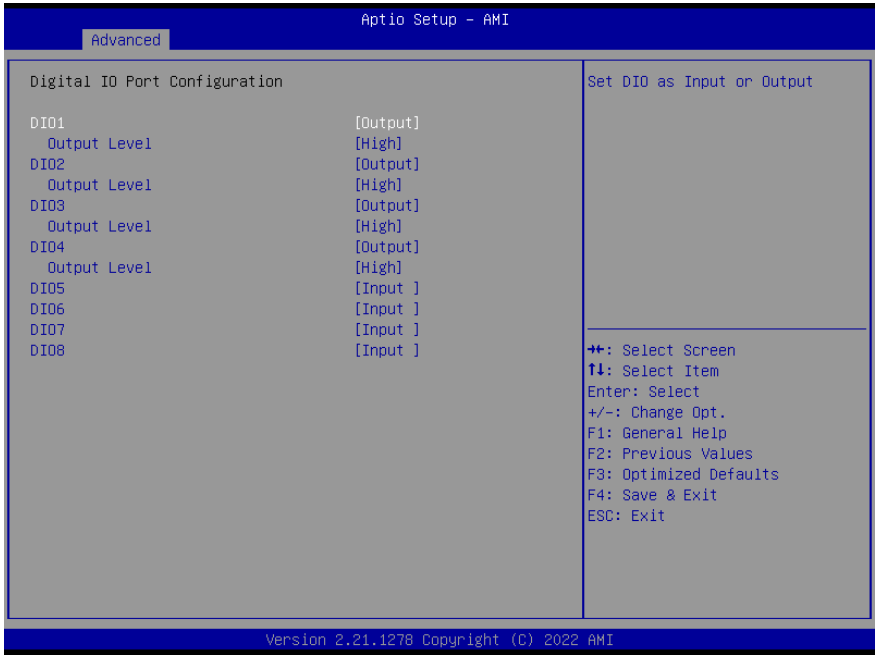 Aptio Setup – AMI
Advanced
Digital IO Port Configuration
DIO1 [Output]
Output Level [High]
DIO2 [Output]
Output Level [High]
DIO3 [Output]
Output Level [High]
DIO4 [Output]
Output Level [High]
DIO5 [Input ]
DIO6 [Input ]
DIO7 [Input ]
DIO8 [Input ]
Set DIO as Input or Output
→←: Select Screen
↑↓: Select Item
Enter: Select
+/-: Change Opt.
F1: General Help
F2: Previous Values
F3: Optimized Defaults
F4: Save & Exit
ESC: Exit
Version 2.21.1278 Copyright (C) 2022 AMI